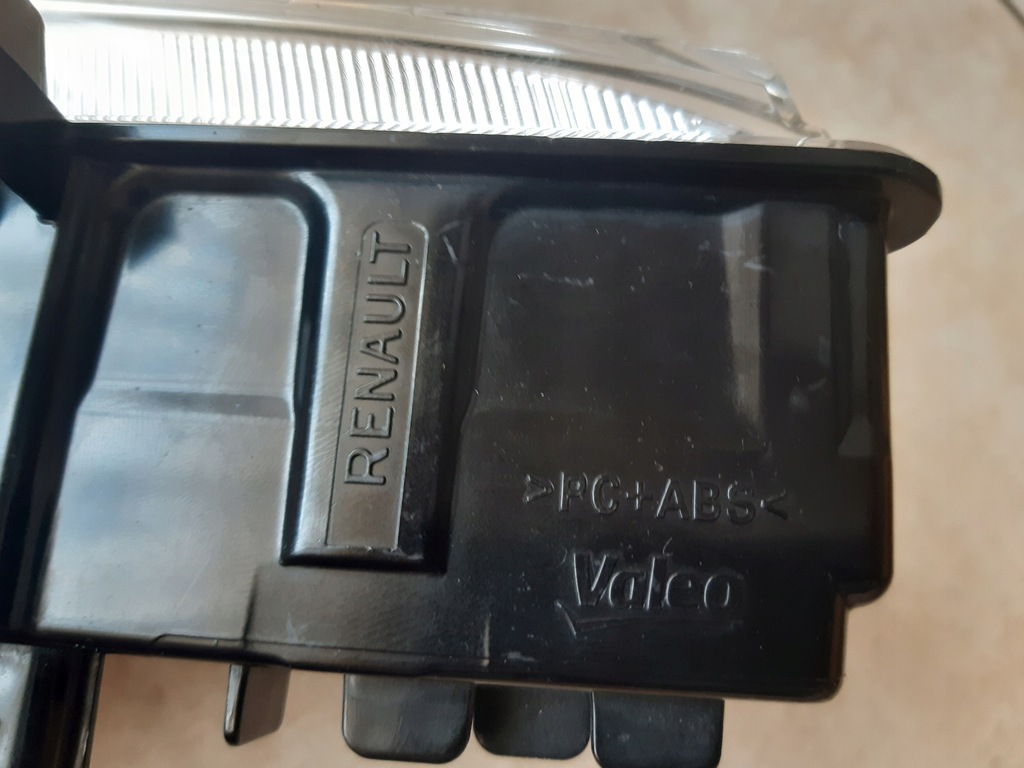 RENAULT
>PC+ABS<
Valeo